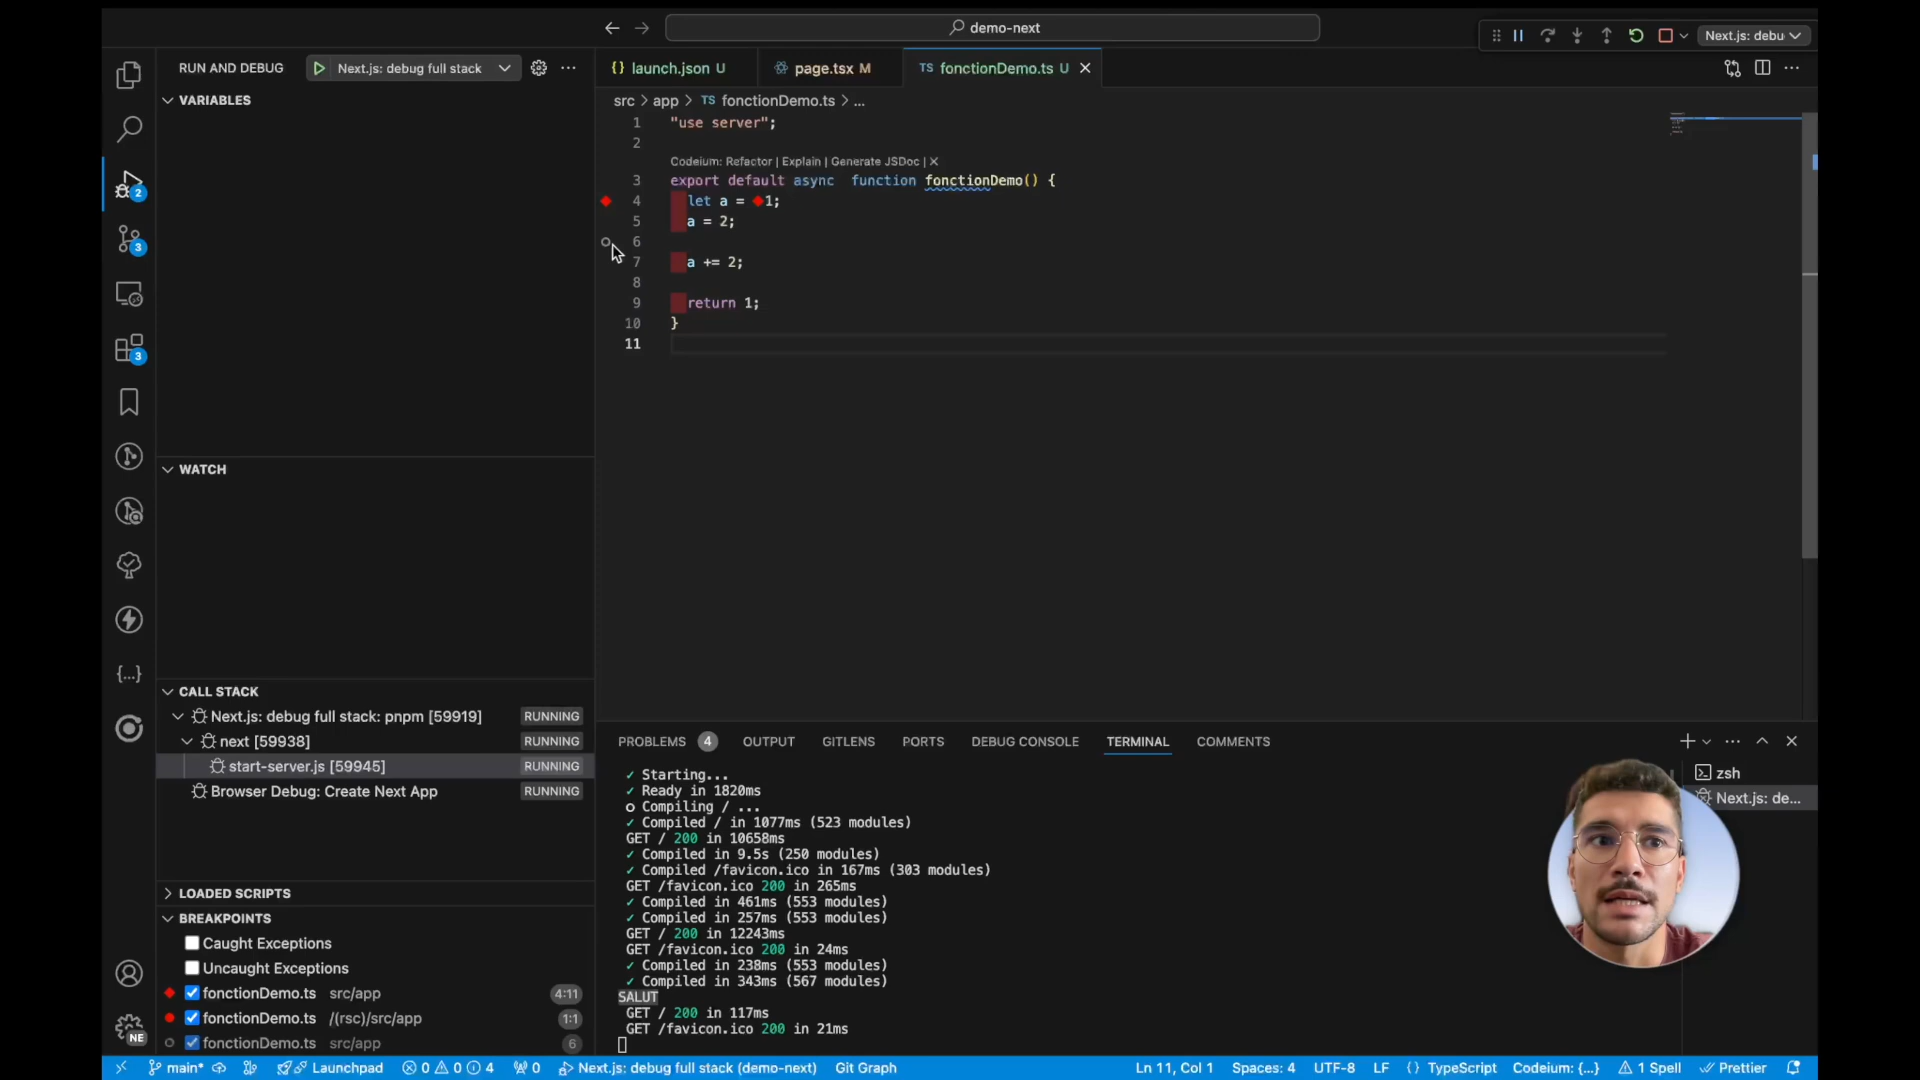 demo-next
Next.js: debu
RUN AND DEBUG
Next.js: debug full stack
launch.json U
page.tsx M
TS fonctionDemo.ts U
VARIABLES
src > app > TS fonctionDemo.ts > ...
1 "use server";
2
Codeium: Refactor | Explain | Generate JSDoc | ✕
3 export default async  function fonctionDemo() {
4 let a = 1;
5 a = 2;
6
7 a += 2;
8
9 return 1;
10 }
11
2
3
3
WATCH
CALL STACK
Next.js: debug full stack: pnpm [59919] RUNNING
next [59938] RUNNING
start-server.js [59945] RUNNING
Browser Debug: Create Next App RUNNING
LOADED SCRIPTS
BREAKPOINTS
Caught Exceptions
Uncaught Exceptions
fonctionDemo.ts src/app 4:11
fonctionDemo.ts /(rsc)/src/app 1:1
fonctionDemo.ts src/app 6
NE
PROBLEMS 4 OUTPUT GITLENS PORTS DEBUG CONSOLE TERMINAL COMMENTS
✓ Starting...
✓ Ready in 1820ms
○ Compiling / ...
✓ Compiled / in 1077ms (523 modules)
GET / 200 in 10658ms
✓ Compiled in 9.5s (250 modules)
✓ Compiled /favicon.ico in 167ms (303 modules)
GET /favicon.ico 200 in 265ms
✓ Compiled in 461ms (553 modules)
✓ Compiled in 257ms (553 modules)
GET / 200 in 12243ms
GET /favicon.ico 200 in 24ms
✓ Compiled in 238ms (553 modules)
✓ Compiled in 343ms (567 modules)
SALUT
GET / 200 in 117ms
GET /favicon.ico 200 in 21ms
zsh
Next.js: de...
main* Launchpad 0 0 4 0 Next.js: debug full stack (demo-next) Git Graph Ln 11, Col 1 Spaces: 4 UTF-8 LF {} TypeScript Codeium: {...} 1 Spell Prettier